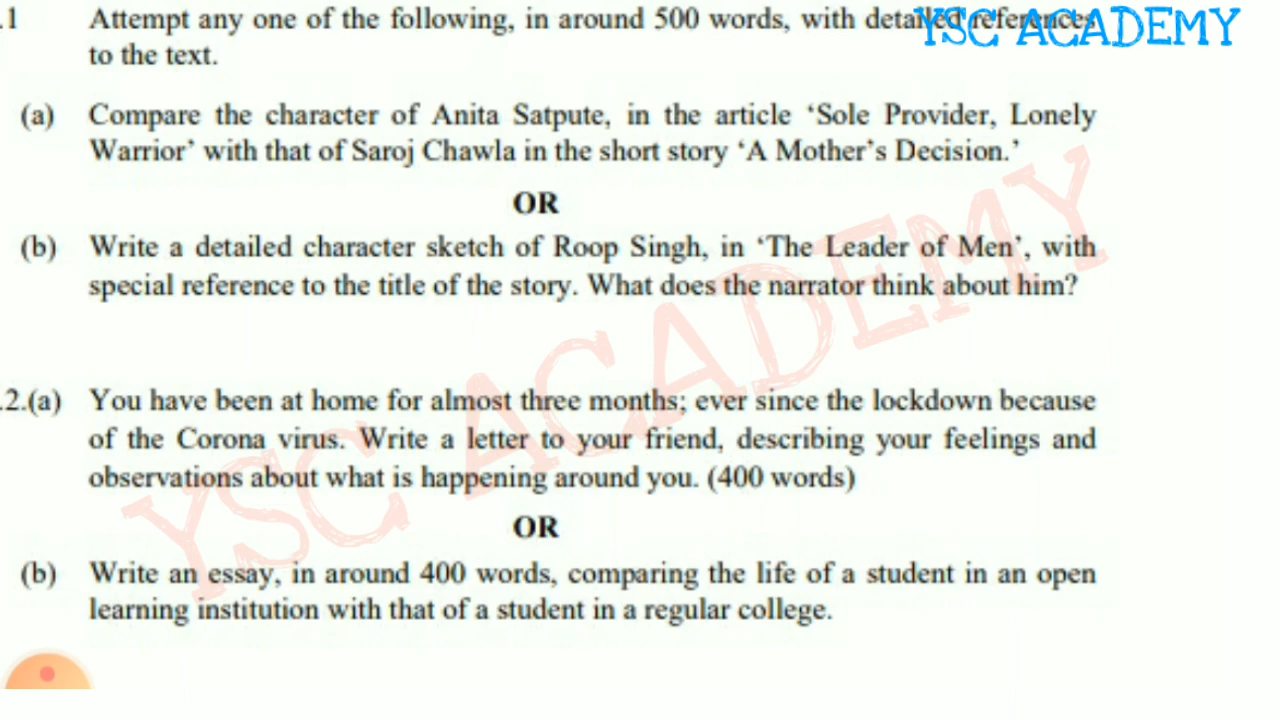 .1 Attempt any one of the following, in around 500 words, with detailed references
YSC ACADEMY
to the text.
(a) Compare the character of Anita Satpute, in the article ‘Sole Provider, Lonely
Warrior’ with that of Saroj Chawla in the short story ‘A Mother’s Decision.’
OR
(b) Write a detailed character sketch of Roop Singh, in ‘The Leader of Men’, with
special reference to the title of the story. What does the narrator think about him?
YSC ACADEMY
.2.(a) You have been at home for almost three months; ever since the lockdown because
of the Corona virus. Write a letter to your friend, describing your feelings and
observations about what is happening around you. (400 words)
OR
(b) Write an essay, in around 400 words, comparing the life of a student in an open
learning institution with that of a student in a regular college.